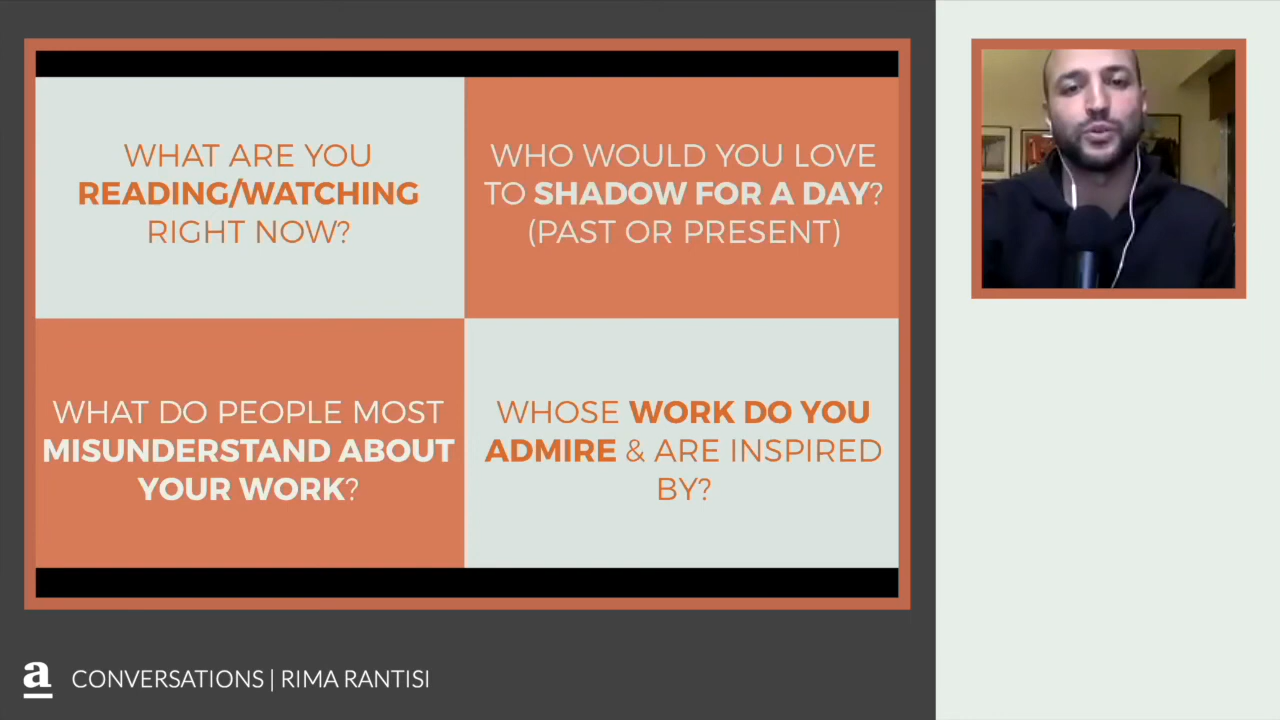 WHAT ARE YOU
READING/WATCHING
RIGHT NOW?
WHO WOULD YOU LOVE
TO SHADOW FOR A DAY?
(PAST OR PRESENT)
WHAT DO PEOPLE MOST
MISUNDERSTAND ABOUT
YOUR WORK?
WHOSE WORK DO YOU
ADMIRE & ARE INSPIRED
BY?
a CONVERSATIONS | RIMA RANTISI